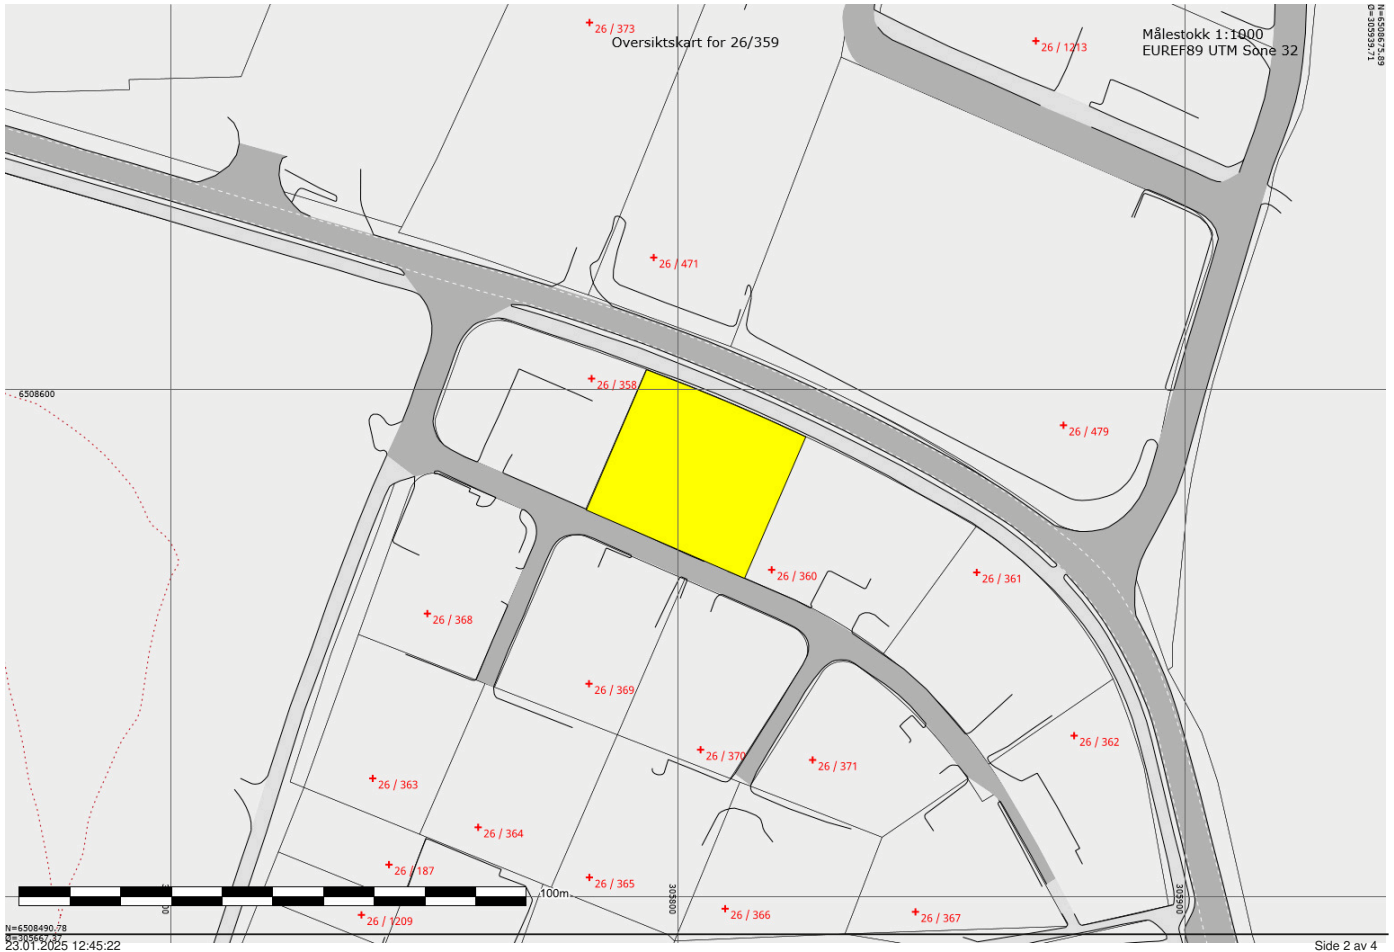 26 / 373
Oversiktskart for 26/359
26 / 1213
Målestokk 1:1000
EUREF89 UTM Sone 32
N=6508675.89
Ø=305939.71
26 / 471
26 / 358
6508600
26 / 479
26 / 360
26 / 361
26 / 368
26 / 369
26 / 370
26 / 371
26 / 362
26 / 363
26 / 364
26 / 187
26 / 365
26 / 366
26 / 367
26 / 1209
100m
305800
305900
N=6508490.78
Ø=305667.37
23.01.2025 12:45:22
Side 2 av 4